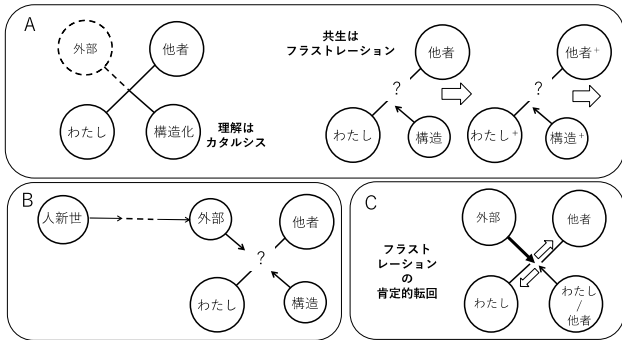 A
外部
他者
わたし
構造化
理解は
カタルシス
共生は
フラストレーション
他者
?
わたし
構造
他者+
?
わたし+
構造+
B
人新世
外部
他者
?
わたし
構造
C
外部
他者
フラスト
レーション
の
肯定的転回
わたし
わたし
/
他者